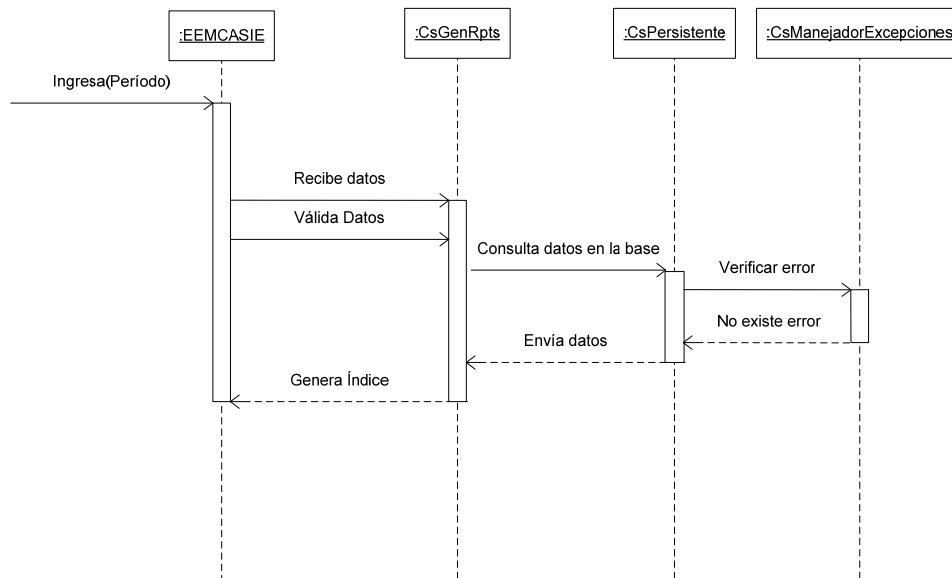 :EEMCASIE
:CsGenRpts
:CsPersistente
:CsManejadorExcepciones
Ingresa(Período)
Recibe datos
Válida Datos
Consulta datos en la base
Verificar error
No existe error
Envía datos
Genera Índice